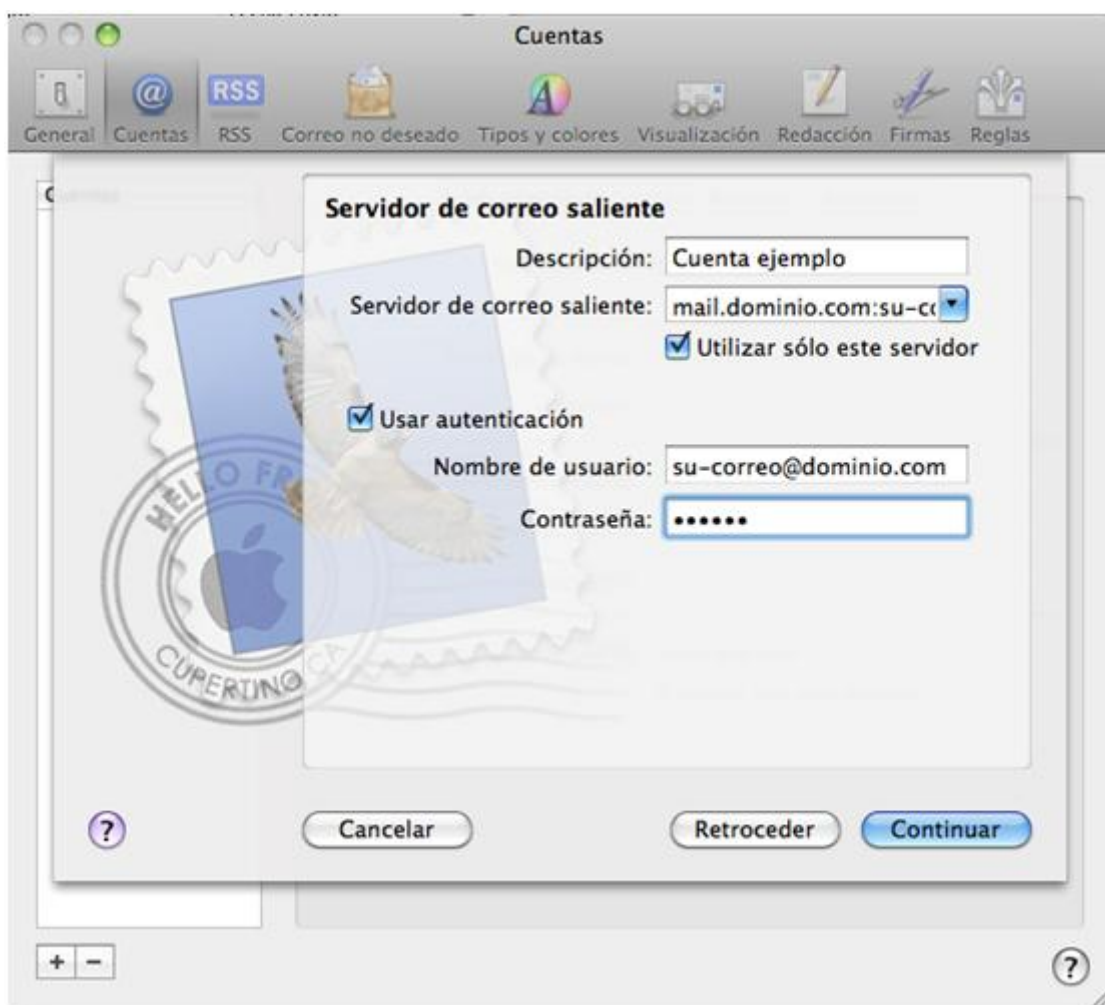 Cuentas
RSS
General Cuentas RSS Correo no deseado Tipos y colores Visualización Redacción Firmas Reglas
Servidor de correo saliente
Descripción: Cuenta ejemplo
Servidor de correo saliente: mail.dominio.com:su-co
Utilizar sólo este servidor
Usar autenticación
Nombre de usuario: su-correo@dominio.com
Contraseña: ••••••
HELLO FR
CUPERTINO CA
? Cancelar Retroceder Continuar
+ − ?